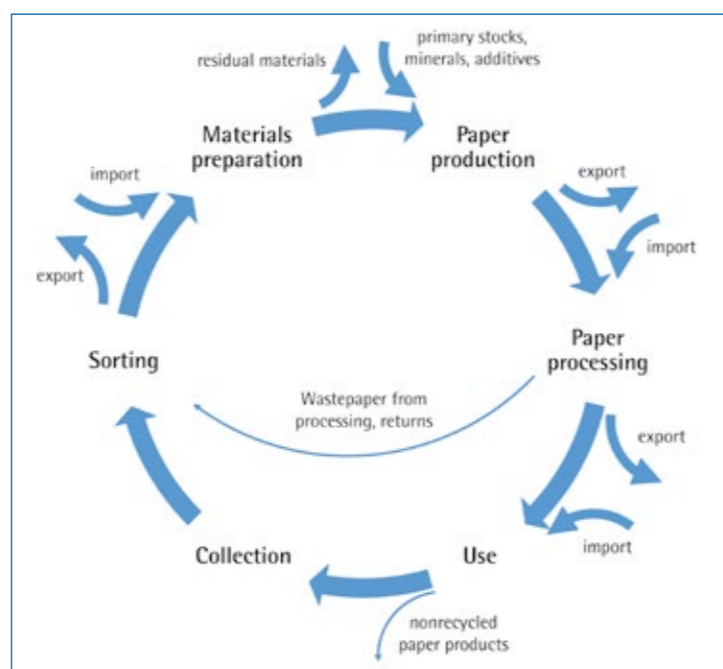 primary stocks,
minerals, additives
residual materials
Materials
preparation
Paper
production
import
export
export
import
Sorting
Paper
processing
Wastepaper from
processing, returns
export
import
Collection
Use
nonrecycled
paper products